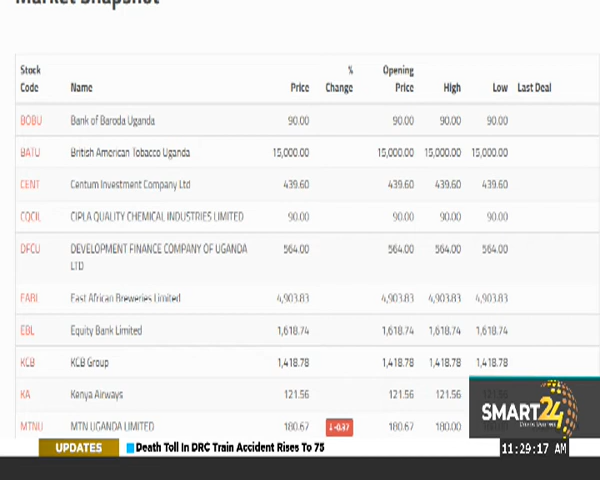 Market Snapshot
Stock Code Name Price % Change Opening Price High Low Last Deal
BOBU Bank of Baroda Uganda 90.00 90.00 90.00 90.00
BATU British American Tobacco Uganda 15,000.00 15,000.00 15,000.00 15,000.00
CENT Centum Investment Company Ltd 439.60 439.60 439.60 439.60
CQCIL CIPLA QUALITY CHEMICAL INDUSTRIES LIMITED 90.00 90.00 90.00 90.00
DFCU DEVELOPMENT FINANCE COMPANY OF UGANDA LTD 564.00 564.00 564.00 564.00
EABL East African Breweries Limited 4,903.83 4,903.83 4,903.83 4,903.83
EBL Equity Bank Limited 1,618.74 1,618.74 1,618.74 1,618.74
KCB KCB Group 1,418.78 1,418.78 1,418.78 1,418.78
KA Kenya Airways 121.56 121.56 121.56
MTNU MTN UGANDA LIMITED 180.67 -0.37 180.67 180.00
SMART24
UPDATES Death Toll In DRC Train Accident Rises To 75 11:29:17 AM